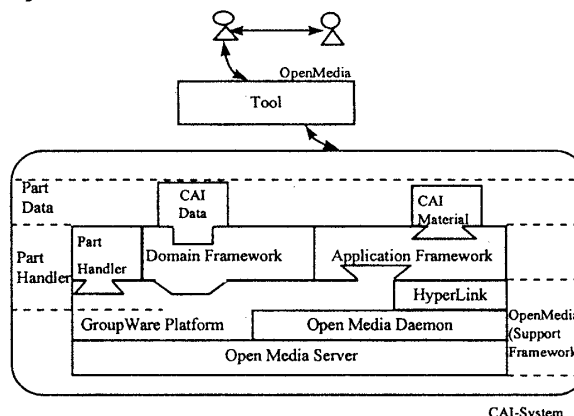 OpenMedia
Tool
Part
Data
CAI
Data
CAI
Material
Part
Handler
Part
Handler
Domain Framework
Application Framework
HyperLink
GroupWare Platform
Open Media Daemon
OpenMedia
(Support
Framework
Open Media Server
CAI-System